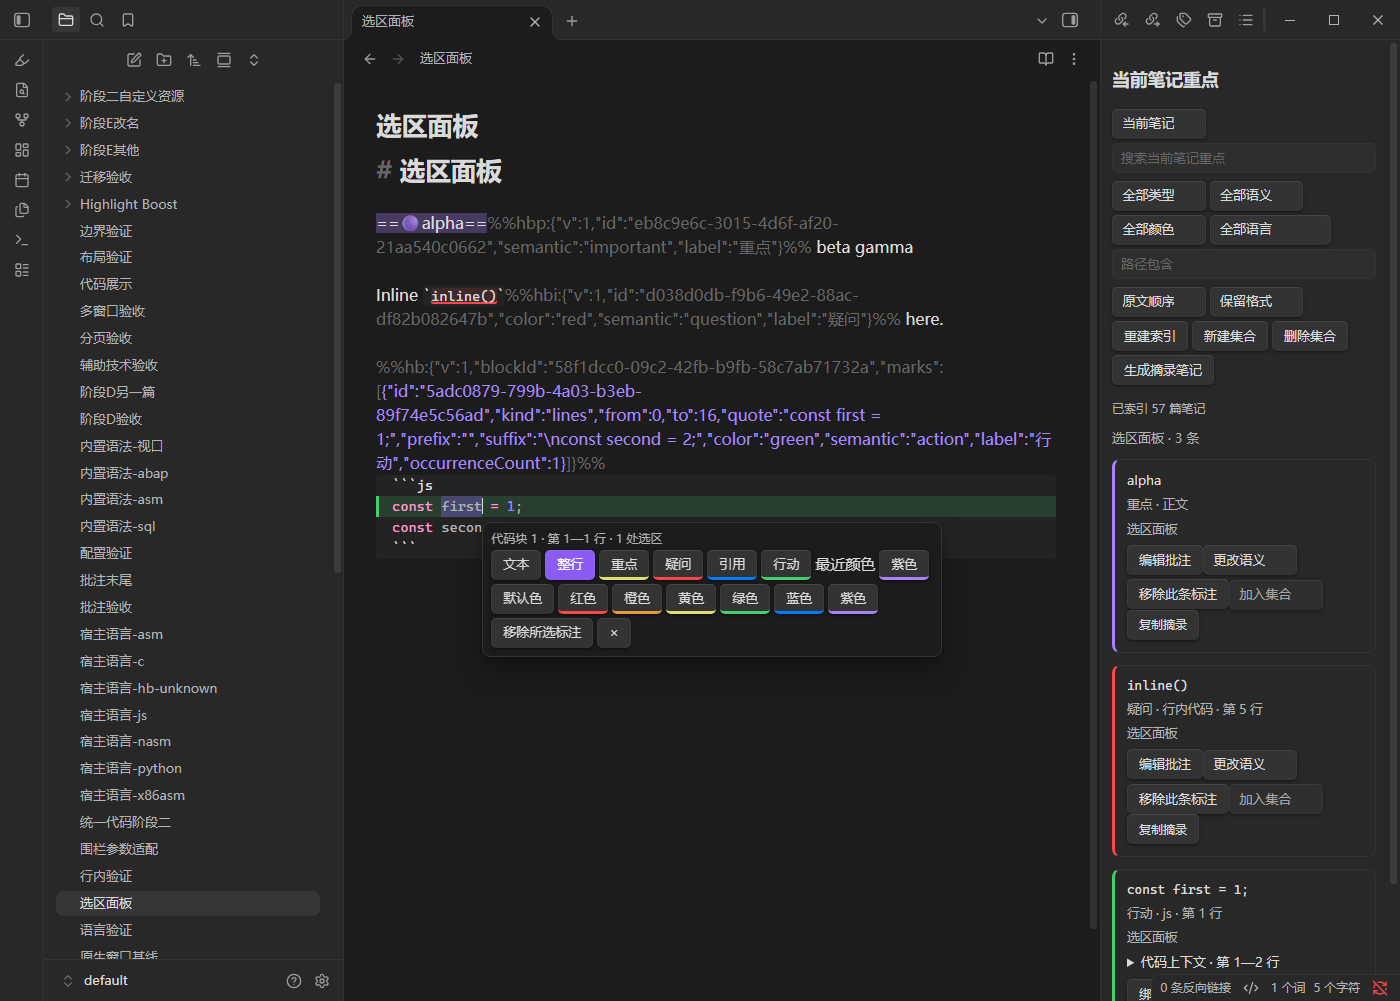 选区面板
选区面板
阶段二自定义资源
阶段E改名
阶段E其他
迁移验收
Highlight Boost
边界验证
布局验证
代码展示
多窗口验收
分页验收
辅助技术验收
阶段D另一篇
阶段D验收
内置语法-视口
内置语法-abap
内置语法-asm
内置语法-sql
配置验证
批注末尾
批注验收
宿主语言-asm
宿主语言-c
宿主语言-hb-unknown
宿主语言-js
宿主语言-nasm
宿主语言-python
宿主语言-x86asm
统一代码阶段二
围栏参数适配
行内验证
选区面板
语言验证
原生窗口基线
default
选区面板
# 选区面板
==🟣alpha==%%hbp:{"v":1,"id":"eb8c9e6c-3015-4d6f-af20-
21aa540c0662","semantic":"important","label":"重点"}%% beta gamma
Inline `inline()`%%hbi:{"v":1,"id":"d038d0db-f9b6-49e2-88ac-
df82b082647b","color":"red","semantic":"question","label":"疑问"}%% here.
%%hb:{"v":1,"blockId":"58f1dcc0-09c2-42fb-b9fb-58c7ab71732a","marks":
[{"id":"5adc0879-799b-4a03-b3eb-
89f74e5c56ad","kind":"lines","from":0,"to":16,"quote":"const first =
1;","prefix":"","suffix":"\nconst second = 2;","color":"green","semantic":"action","label":"行
动","occurrenceCount":1}]}%%
```js
const first = 1;
const secon
```
代码块 1 · 第 1—1 行 · 1 处选区
文本 整行 重点 疑问 引用 行动 最近颜色 紫色
默认色 红色 橙色 黄色 绿色 蓝色 紫色
移除所选标注 ×
当前笔记重点
当前笔记
搜索当前笔记重点
全部类型 全部语义
全部颜色 全部语言
路径包含
原文顺序 保留格式
重建索引 新建集合 删除集合
生成摘录笔记
已索引 57 篇笔记
选区面板 · 3 条
alpha
重点 · 正文
选区面板
编辑批注 更改语义
移除此条标注 加入集合
复制摘录
inline()
疑问 · 行内代码 · 第 5 行
选区面板
编辑批注 更改语义
移除此条标注 加入集合
复制摘录
const first = 1;
行动 · js · 第 1 行
选区面板
▶ 代码上下文 · 第 1—2 行
0 条反向链接 </> 1 个词 5 个字符